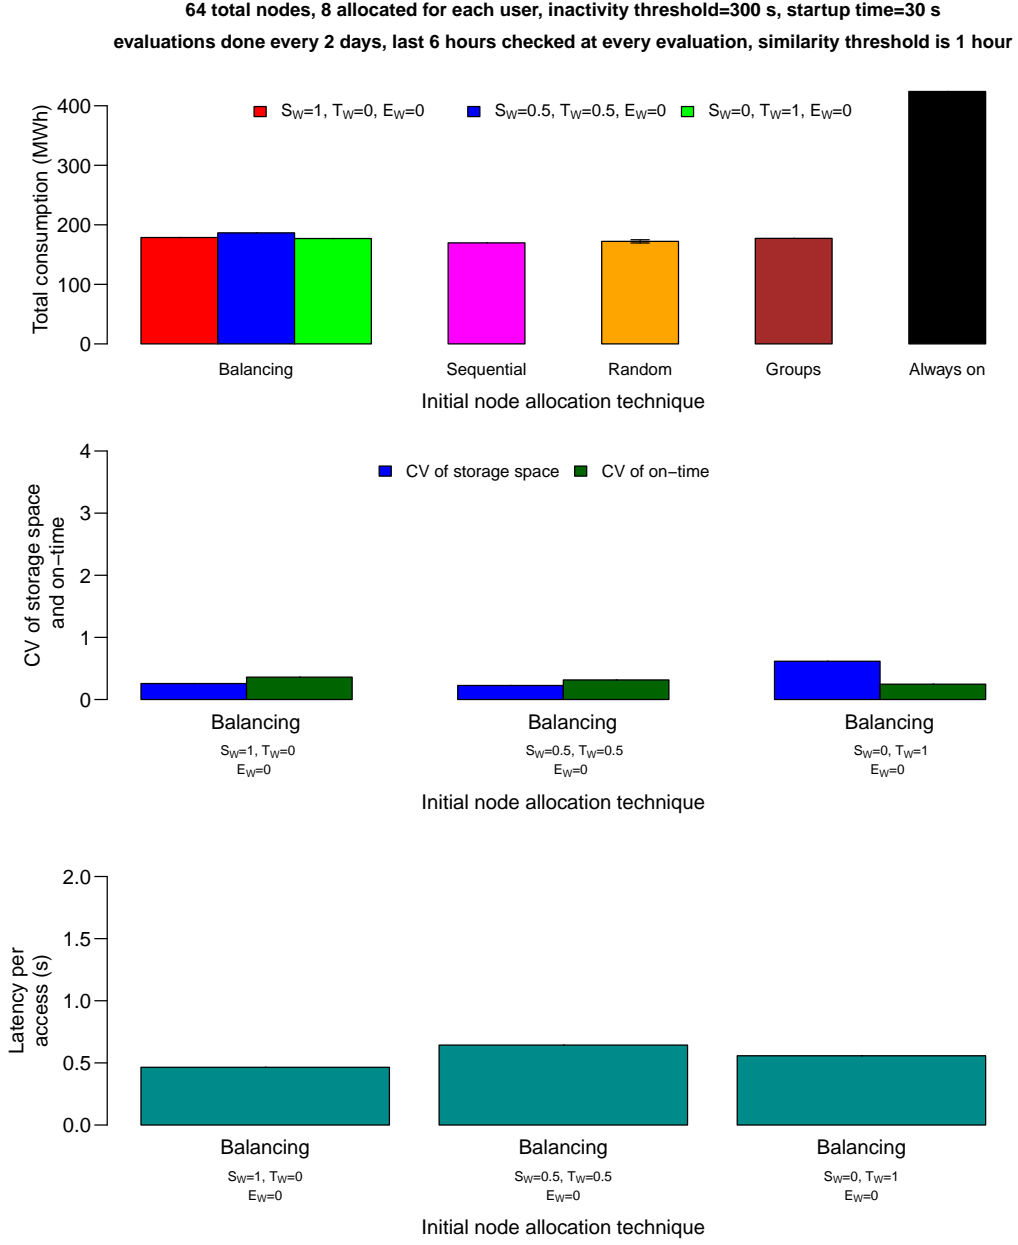 64 total nodes, 8 allocated for each user, inactivity threshold=300 s, startup time=30 s
evaluations done every 2 days, last 6 hours checked at every evaluation, similarity threshold is 1 hour
Total consumption (MWh)
400
300
200
100
0
SW=1, TW=0, EW=0 SW=0.5, TW=0.5, EW=0 SW=0, TW=1, EW=0
Balancing Sequential Random Groups Always on
Initial node allocation technique
CV of storage space
and on−time
4
3
2
1
0
CV of storage space CV of on−time
Balancing Balancing Balancing
SW=1, TW=0 SW=0.5, TW=0.5 SW=0, TW=1
EW=0 EW=0 EW=0
Initial node allocation technique
Latency per
access (s)
2.0
1.5
1.0
0.5
0.0
Balancing Balancing Balancing
SW=1, TW=0 SW=0.5, TW=0.5 SW=0, TW=1
EW=0 EW=0 EW=0
Initial node allocation technique